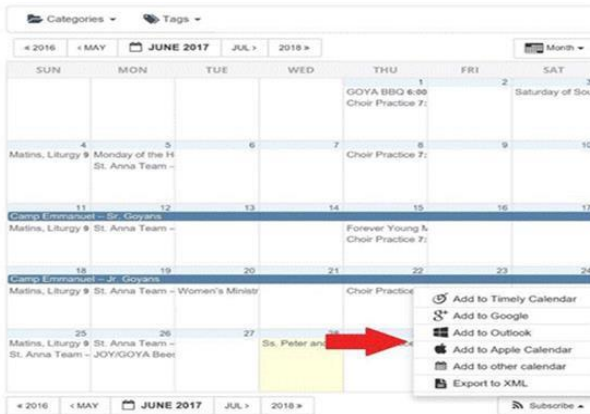 Categories Tags
« 2016 < MAY JUNE 2017 JUL > 2018 » Month
SUN MON TUE WED THU FRI SAT
1 2 3
GOYA BBQ 6:00 Saturday of Sou
Choir Practice 7:
4 5 6 7 8 9 10
Matins, Liturgy 9 Monday of the H Choir Practice 7:
St. Anna Team –
11 12 13 14 15 16 17
Camp Emmanuel – Sr. Goyans
Matins, Liturgy 9 St. Anna Team – Forever Young M
Choir Practice 7:
18 19 20 21 22 23 24
Camp Emmanuel – Jr. Goyans
Matins, Liturgy 9 St. Anna Team – Women's Ministr Choir Practice
Add to Timely Calendar
Add to Google
25 26 27 28
Add to Outlook
Matins, Liturgy 9 St. Anna Team – Ss. Peter and
Add to Apple Calendar
St. Anna Team – JOY/GOYA Bees
Add to other calendar
Export to XML
« 2016 < MAY JUNE 2017 JUL > 2018 » Subscribe